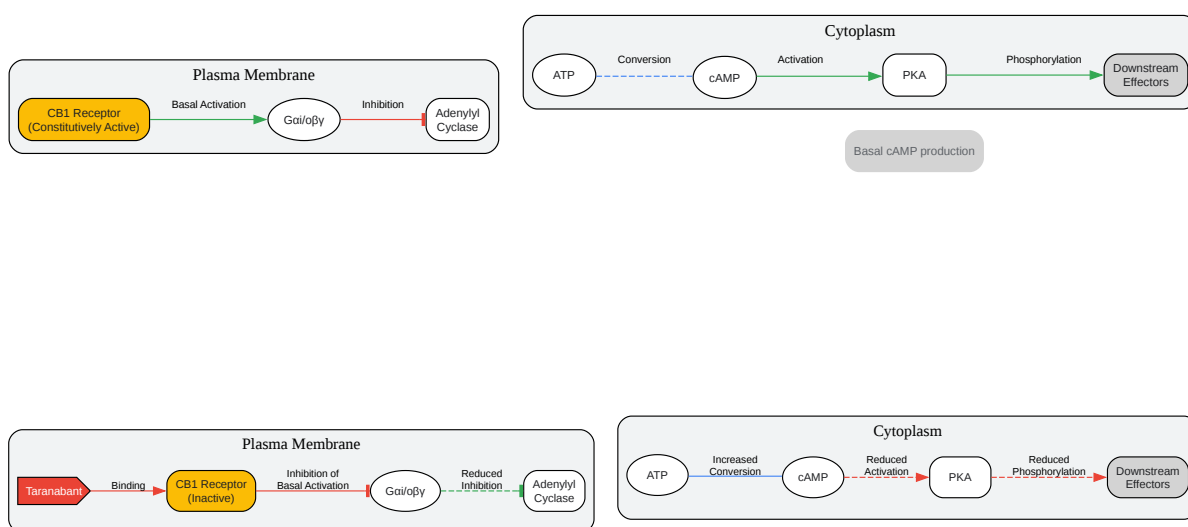 Cytoplasm
ATP
Conversion
cAMP
Activation
PKA
Phosphorylation
Downstream
Effectors
Plasma Membrane
CB1 Receptor
(Constitutively Active)
Basal Activation
Gαi/oβγ
Inhibition
Adenylyl
Cyclase
Basal cAMP production
Plasma Membrane
Taranabant
Binding
CB1 Receptor
(Inactive)
Inhibition of
Basal Activation
Gαi/oβγ
Reduced
Inhibition
Adenylyl
Cyclase
Cytoplasm
ATP
Increased
Conversion
cAMP
Reduced
Activation
PKA
Reduced
Phosphorylation
Downstream
Effectors